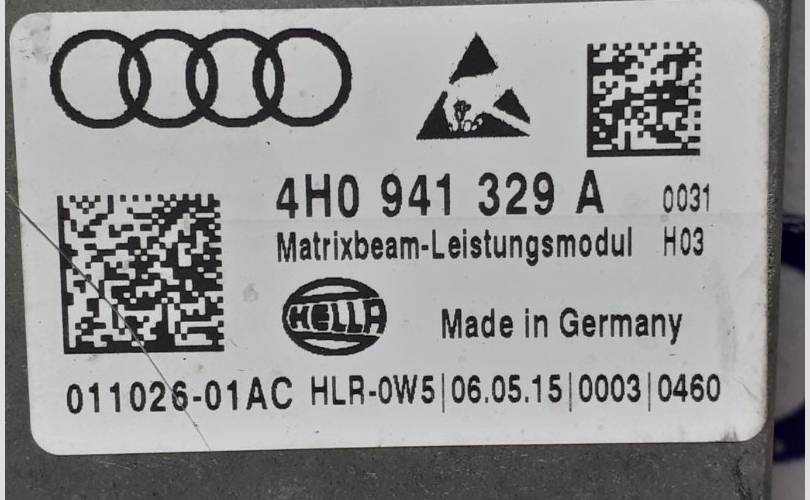 4H0 941 329 A 0031
Matrixbeam-Leistungsmodul H03
HELLA Made in Germany
011026-01AC HLR-0W5|06.05.15|0003|0460